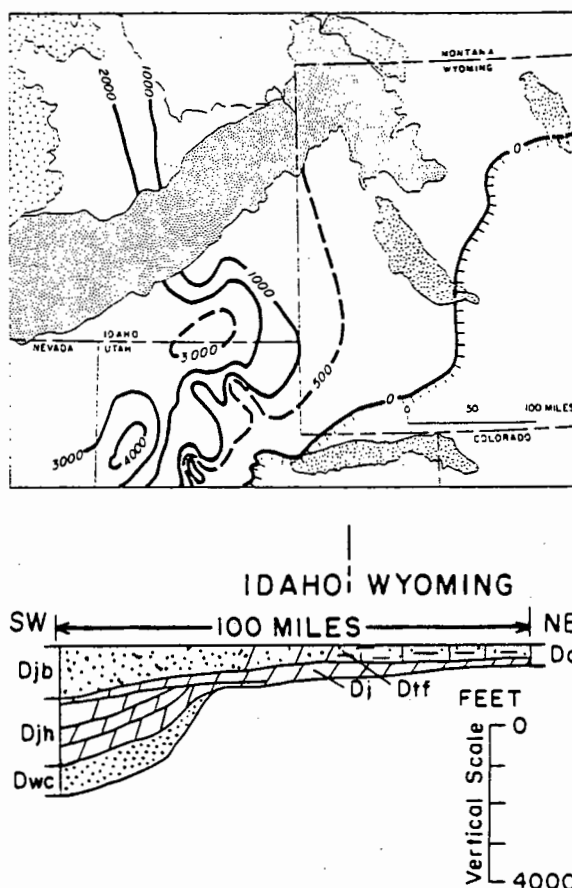 MONTANA
WYOMING
2000
1000
0
1000
NEVADA
IDAHO
UTAH
3000
500
0
0 50 100 MILES
3000
4000
COLORADO
IDAHO WYOMING
SW 100 MILES NE
Djb
Dj Dtf
FEET
Djh
0
Dwc
Vertical Scale
4000